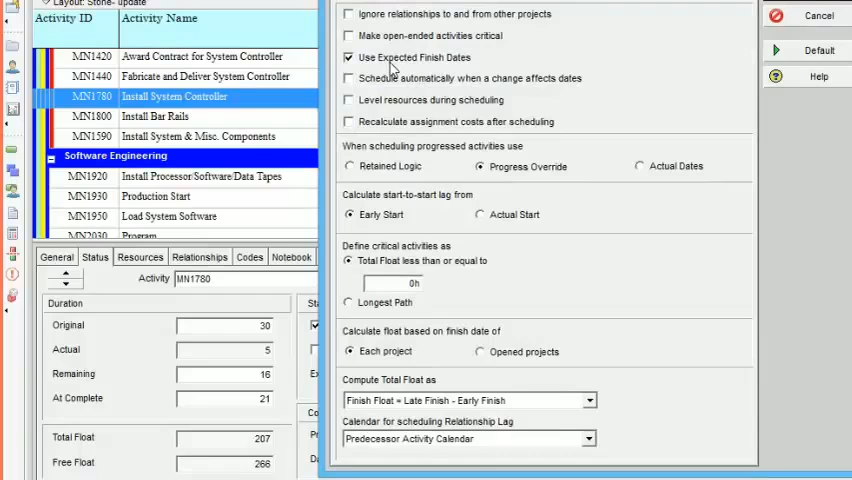 Layout: Stone- update
Activity ID
Activity Name
MN1420 Award Contract for System Controller
MN1440 Fabricate and Deliver System Controller
MN1780 Install System Controller
MN1800 Install Bar Rails
MN1590 Install System & Misc. Components
Software Engineering
MN1920 Install Processor/Software/Data Tapes
MN1930 Production Start
MN1950 Load System Software
MN2030 Program
General Status Resources Relationships Codes Notebook
Activity MN1780
Duration
Original 30
Actual 5
Remaining 16
At Complete 21
Total Float 207
Free Float 266
Ignore relationships to and from other projects
Make open-ended activities critical
Use Expected Finish Dates
Schedule automatically when a change affects dates
Level resources during scheduling
Recalculate assignment costs after scheduling
When scheduling progressed activities use
Retained Logic Progress Override Actual Dates
Calculate start-to-start lag from
Early Start Actual Start
Define critical activities as
Total Float less than or equal to
0h
Longest Path
Calculate float based on finish date of
Each project Opened projects
Compute Total Float as
Finish Float = Late Finish - Early Finish
Calendar for scheduling Relationship Lag
Predecessor Activity Calendar
Cancel
Default
Help